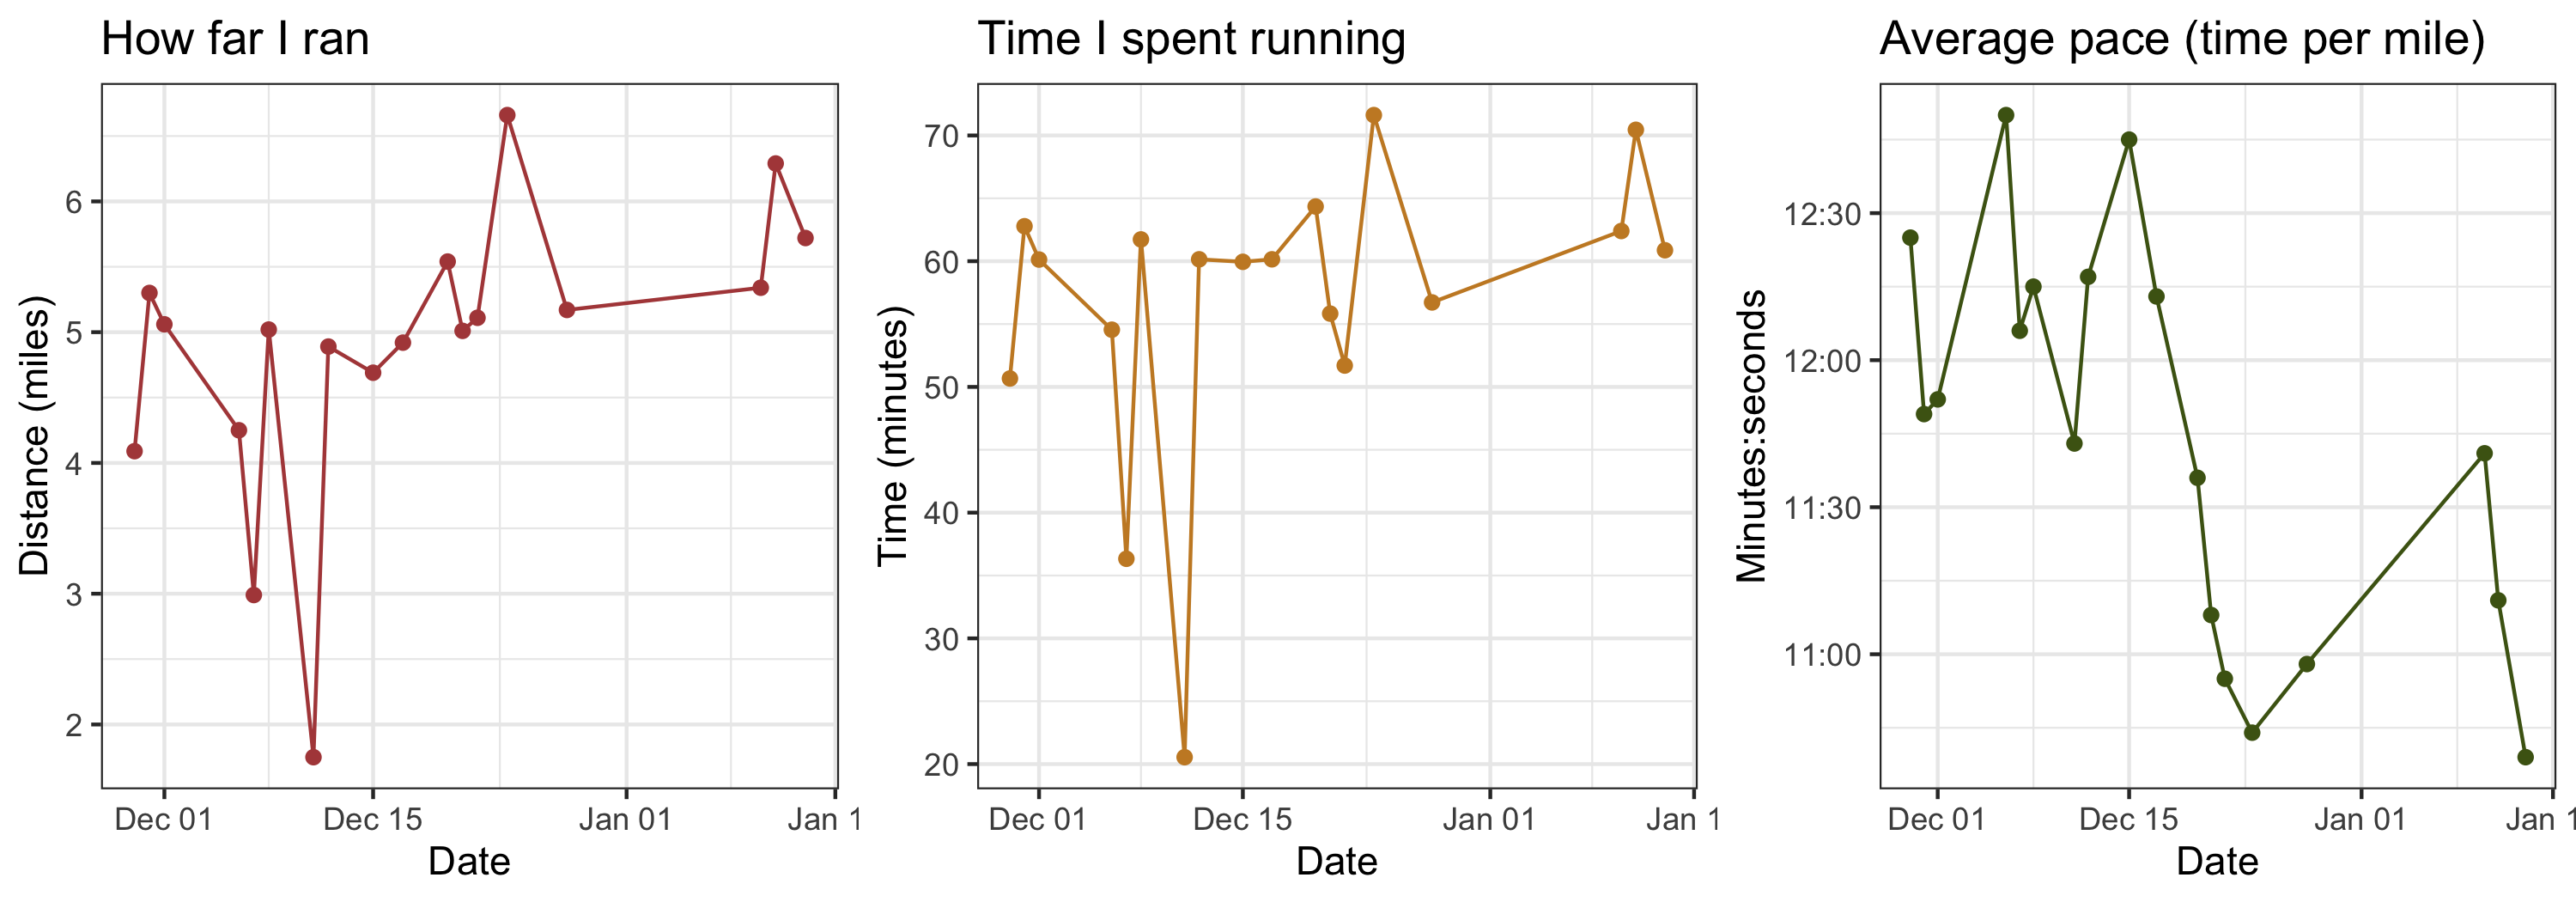 How far I ran
Distance (miles)
6
5
4
3
2
Dec 01 Dec 15 Jan 01 Jan 1
Date
Time I spent running
Time (minutes)
70
60
50
40
30
20
Dec 01 Dec 15 Jan 01 Jan 1
Date
Average pace (time per mile)
Minutes:seconds
12:30
12:00
11:30
11:00
Dec 01 Dec 15 Jan 01 Jan 1
Date